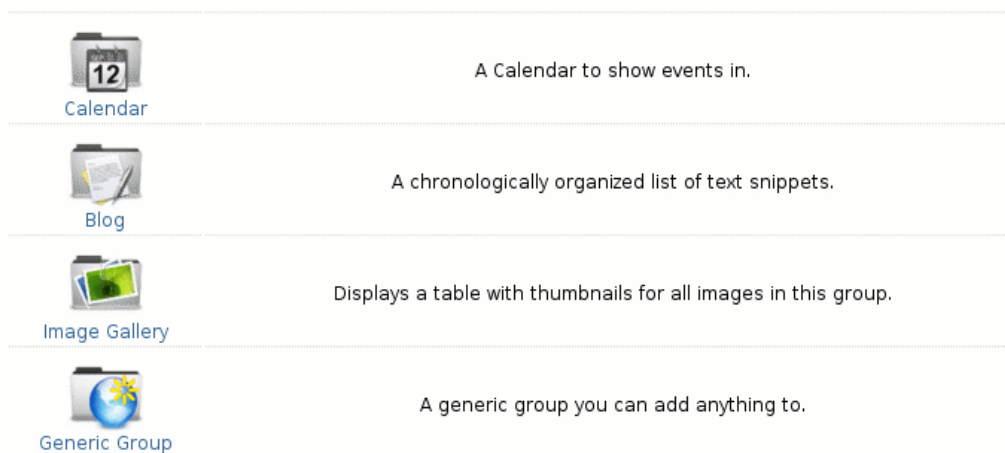 12
Calendar
A Calendar to show events in.
Blog
A chronologically organized list of text snippets.
Image Gallery
Displays a table with thumbnails for all images in this group.
Generic Group
A generic group you can add anything to.